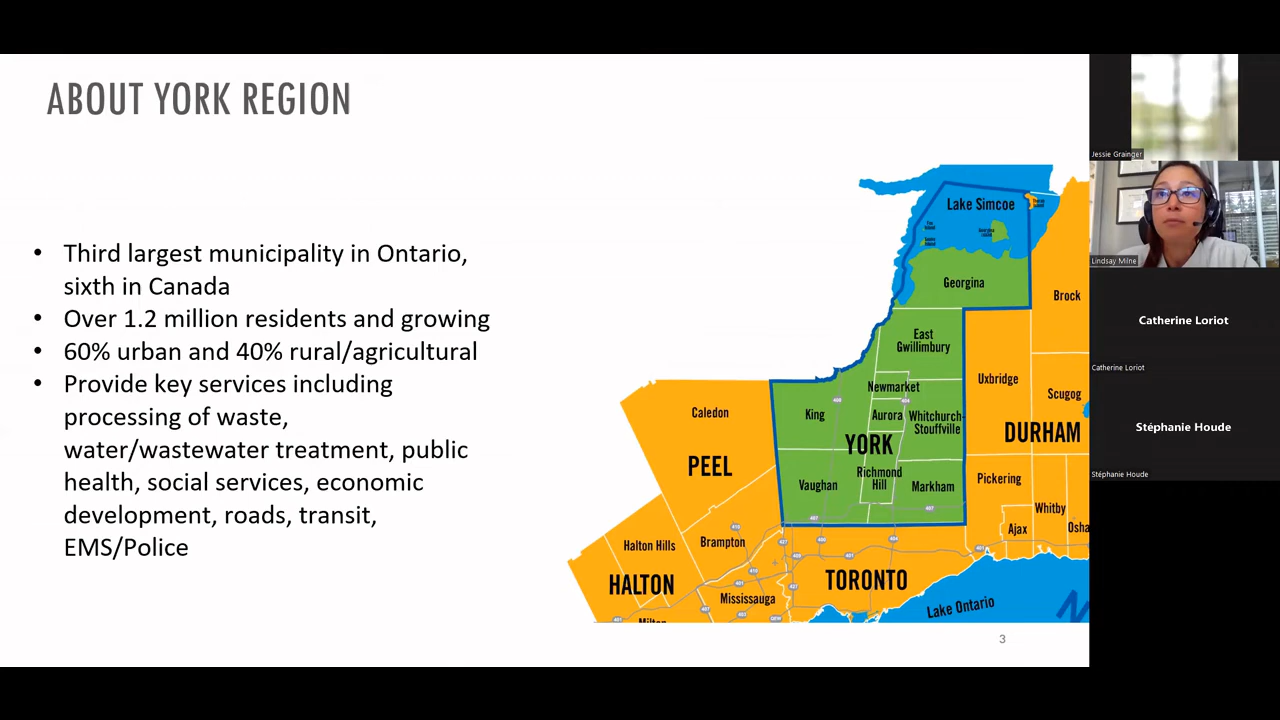 ABOUT YORK REGION
• Third largest municipality in Ontario,
sixth in Canada
• Over 1.2 million residents and growing
• 60% urban and 40% rural/agricultural
• Provide key services including
processing of waste,
water/wastewater treatment, public
health, social services, economic
development, roads, transit,
EMS/Police
Lake Simcoe
Georgina
Brock
East
Gwillimbury
Newmarket
Uxbridge
Scugog
Caledon
King
Aurora
Whitchurch-
Stouffville
YORK
DURHAM
PEEL
Richmond
Hill
Vaughan
Markham
Pickering
Whitby
Ajax
Osha
Halton Hills
Brampton
HALTON
TORONTO
Mississauga
Milton
Lake Ontario
N
3
Jessie Grainger
Lindsay Milne
Catherine Loriot
Catherine Loriot
Stéphanie Houde
Stéphanie Houde